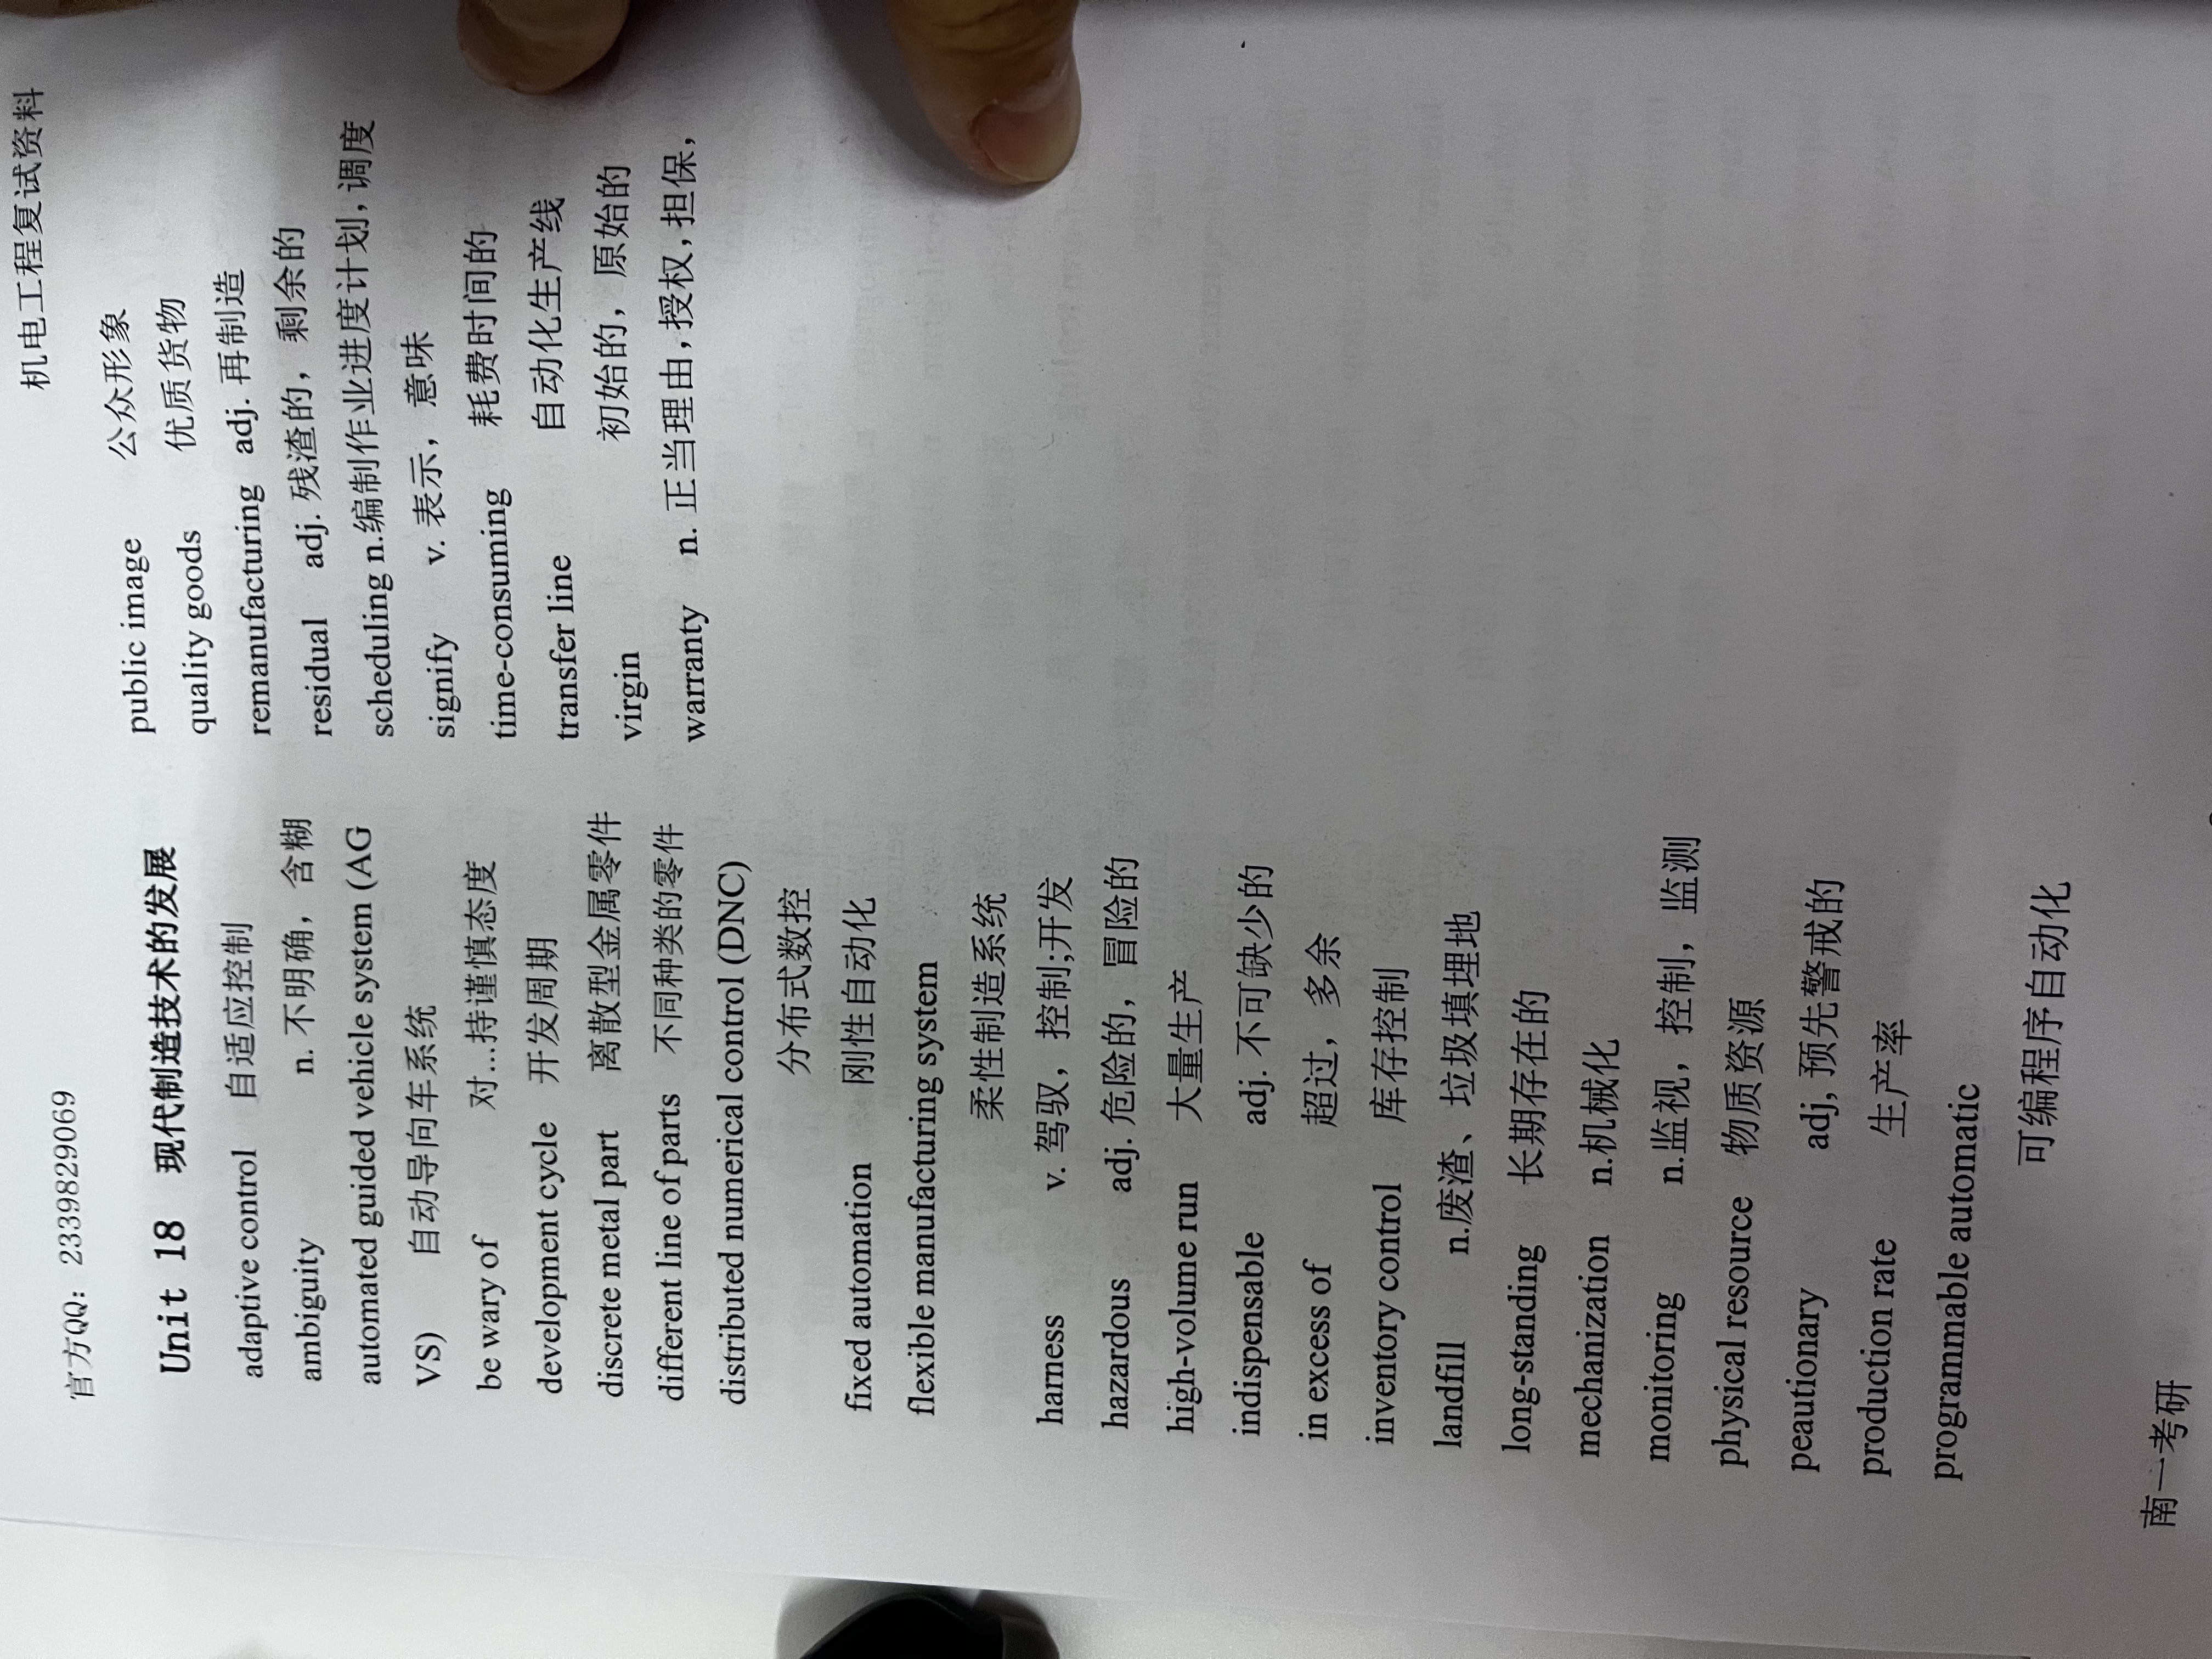 机电工程复试资料
官方QQ：2339829069
Unit 18 现代制造技术的发展
adaptive control 自适应控制
ambiguity n. 不明确，含糊
automated guided vehicle system (AG
VS) 自动导向车系统
be wary of 对...持谨慎态度
development cycle 开发周期
discrete metal part 离散型金属零件
different line of parts 不同种类的零件
distributed numerical control (DNC)
分布式数控
fixed automation 刚性自动化
flexible manufacturing system
柔性制造系统
harness v. 驾驭，控制;开发
hazardous adj. 危险的，冒险的
high-volume run 大量生产
indispensable adj. 不可缺少的
in excess of 超过，多余
inventory control 库存控制
landfill n.废渣、垃圾填埋地
long-standing 长期存在的
mechanization n.机械化
monitoring n.监视，控制，监测
physical resource 物质资源
peautionary adj, 预先警戒的
production rate 生产率
programmable automatic
可编程序自动化
public image 公众形象
quality goods 优质货物
remanufacturing adj. 再制造
residual adj. 残渣的，剩余的
scheduling n.编制作业进度计划，调度
signify v. 表示，意味
time-consuming 耗费时间的
transfer line 自动化生产线
virgin 初始的，原始的
warranty n. 正当理由，授权，担保，
南一考研